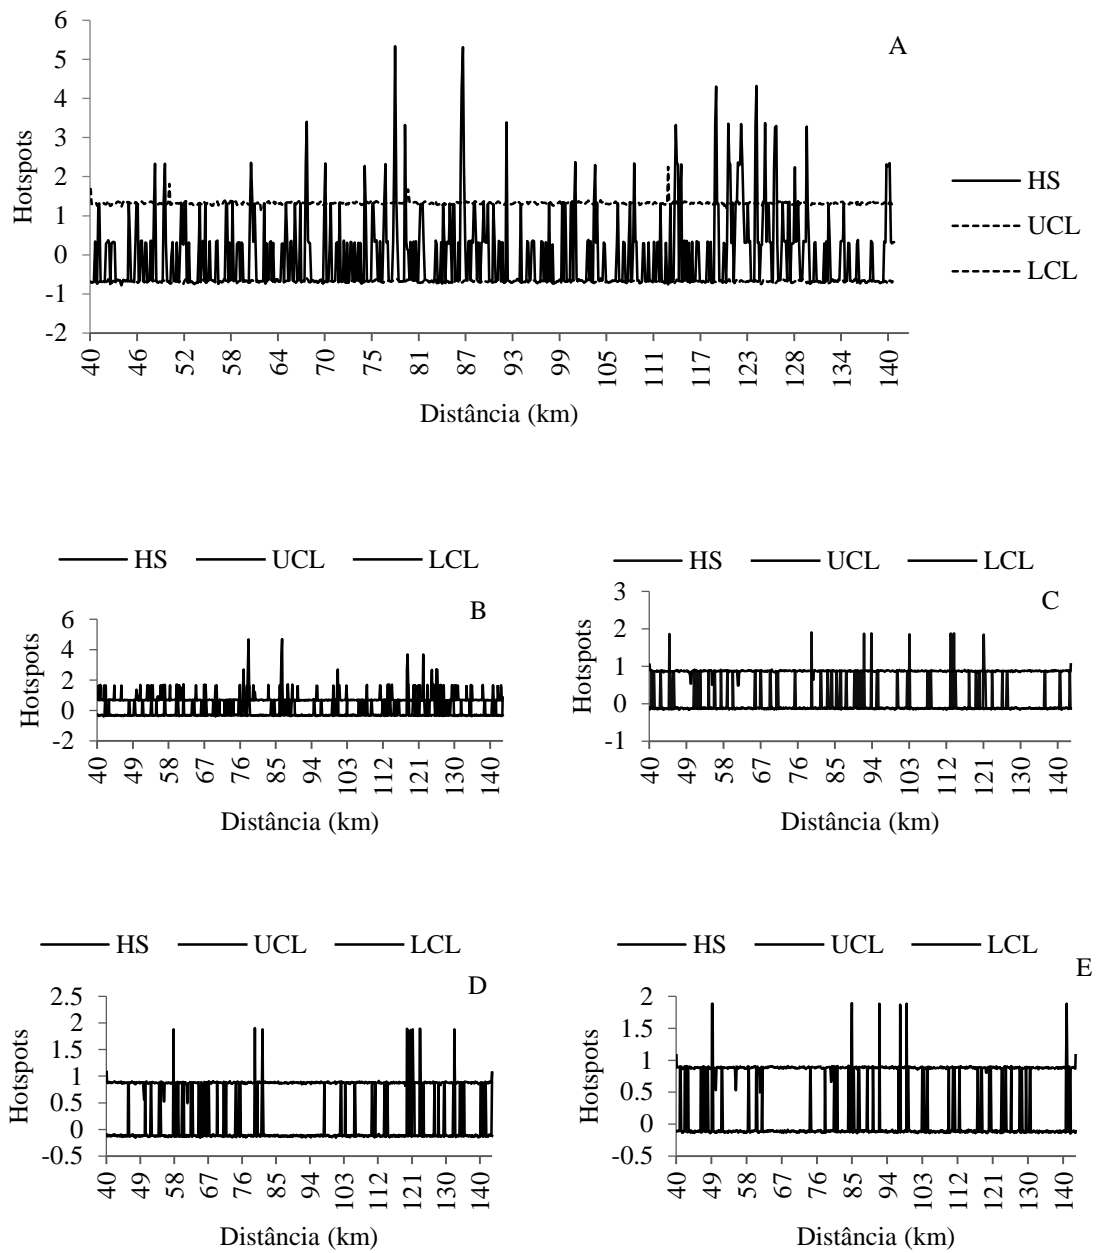 A
Hotspots
6
5
4
3
2
1
0
-1
-2
40 46 52 58 64 70 75 81 87 93 99 105 111 117 123 128 134 140
Distância (km)
HS
UCL
LCL
HS UCL LCL
B
Hotspots
6
4
2
0
-2
40 49 58 67 76 85 94 103 112 121 130 140
Distância (km)
HS UCL LCL
C
Hotspots
3
2
1
0
-1
40 49 58 67 76 85 94 103 112 121 130 140
Distância (km)
HS UCL LCL
D
Hotspots
2.5
2
1.5
1
0.5
0
-0.5
40 49 58 67 76 85 94 103 112 121 130 140
Distância (km)
HS UCL LCL
E
Hotspots
2
1.5
1
0.5
0
-0.5
40 49 58 67 76 85 94 103 112 121 130 140
Distância (km)